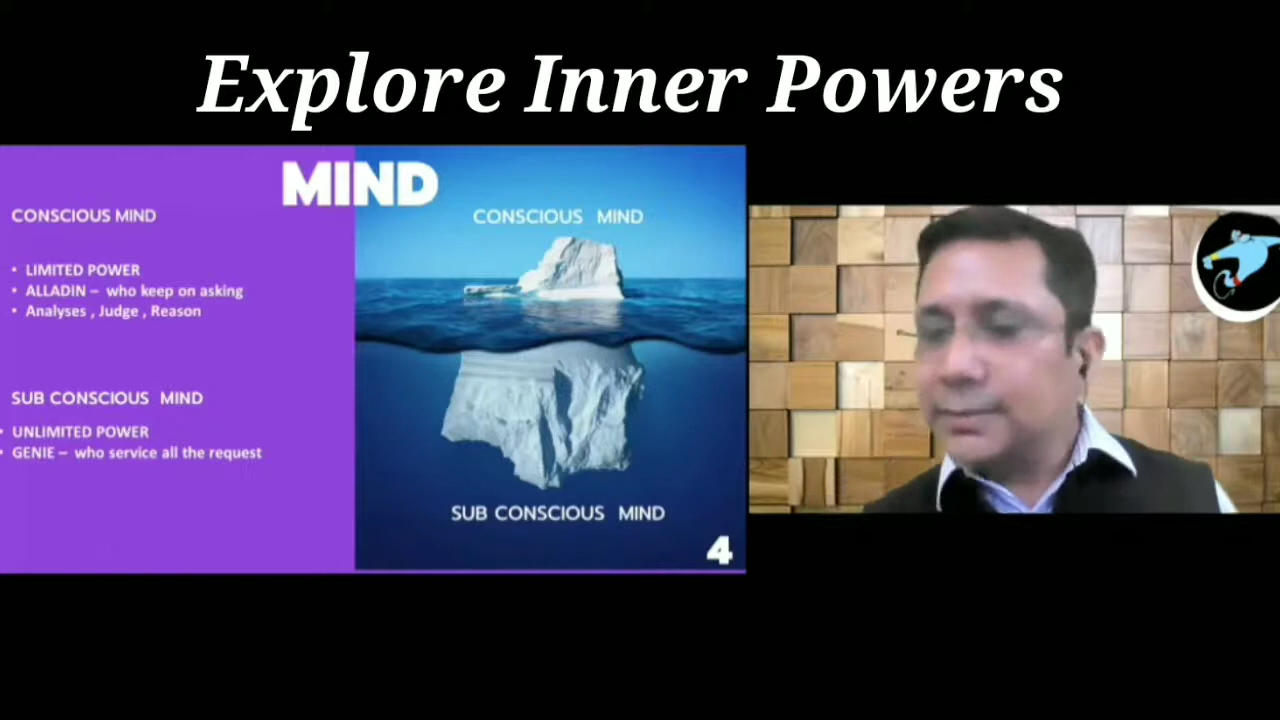 Explore Inner Powers
MIND
CONSCIOUS MIND
• LIMITED POWER
• ALLADIN – who keep on asking
• Analyses , Judge , Reason
SUB CONSCIOUS MIND
• UNLIMITED POWER
• GENIE – who service all the request
CONSCIOUS MIND
SUB CONSCIOUS MIND
4